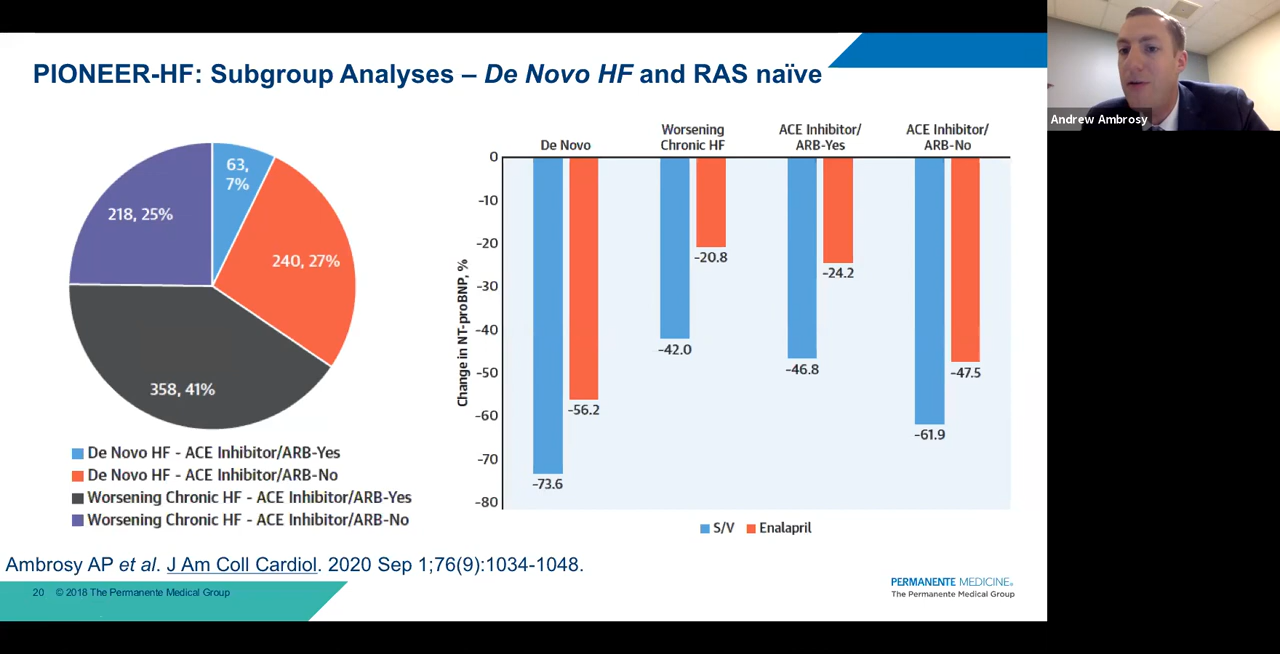 PIONEER-HF: Subgroup Analyses – De Novo HF and RAS naïve
Andrew Ambrosy
63,
7%
218, 25%
240, 27%
358, 41%
De Novo HF - ACE Inhibitor/ARB-Yes
De Novo HF - ACE Inhibitor/ARB-No
Worsening Chronic HF - ACE Inhibitor/ARB-Yes
Worsening Chronic HF - ACE Inhibitor/ARB-No
De Novo
Worsening
Chronic HF
ACE Inhibitor/
ARB-Yes
ACE Inhibitor/
ARB-No
Change in NT-proBNP, %
0
-10
-20
-30
-40
-50
-60
-70
-80
-73.6
-56.2
-42.0
-20.8
-46.8
-24.2
-61.9
-47.5
S/V
Enalapril
Ambrosy AP et al. J Am Coll Cardiol. 2020 Sep 1;76(9):1034-1048.
20 © 2018 The Permanente Medical Group
PERMANENTE MEDICINE®
The Permanente Medical Group